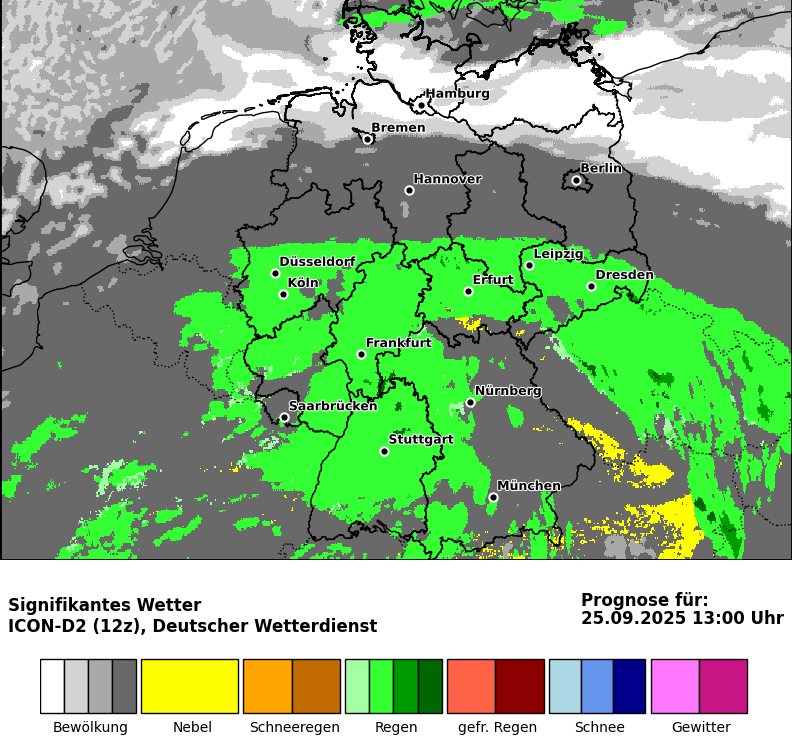 Hamburg
Bremen
Berlin
Hannover
Leipzig
Düsseldorf
Dresden
Köln
Erfurt
Frankfurt
Nürnberg
Saarbrücken
Stuttgart
München
Signifikantes Wetter
ICON-D2 (12z), Deutscher Wetterdienst
Prognose für:
25.09.2025 13:00 Uhr
Bewölkung
Nebel
Schneeregen
Regen
gefr. Regen
Schnee
Gewitter